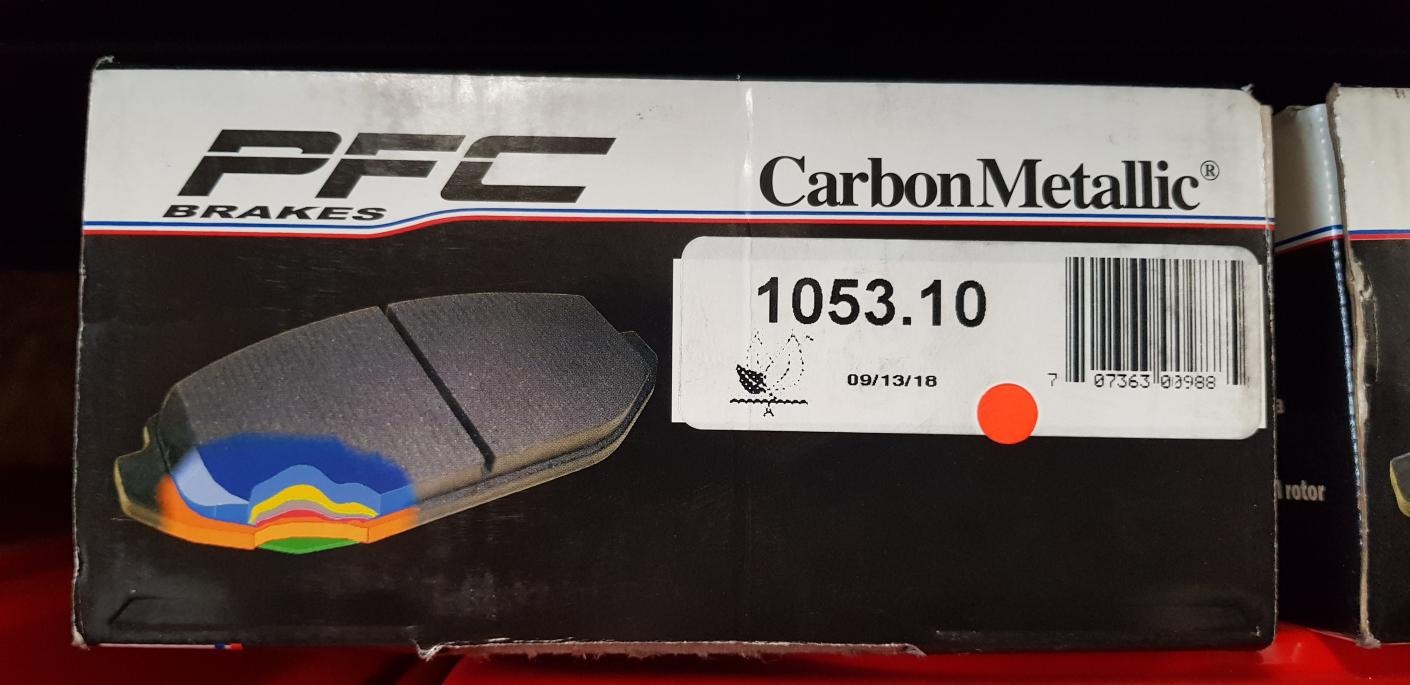 PFC
BRAKES
CarbonMetallic®
1053.10
09/13/18
7 07363 00988
rotor